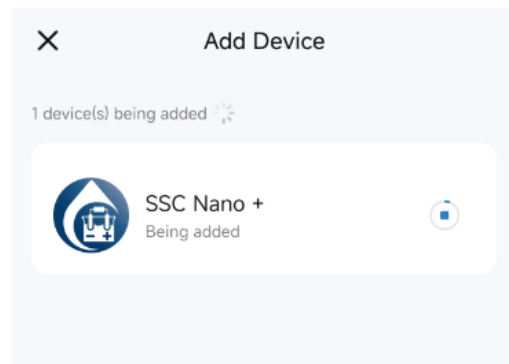 Add Device
1 device(s) being added
SSC Nano +
Being added